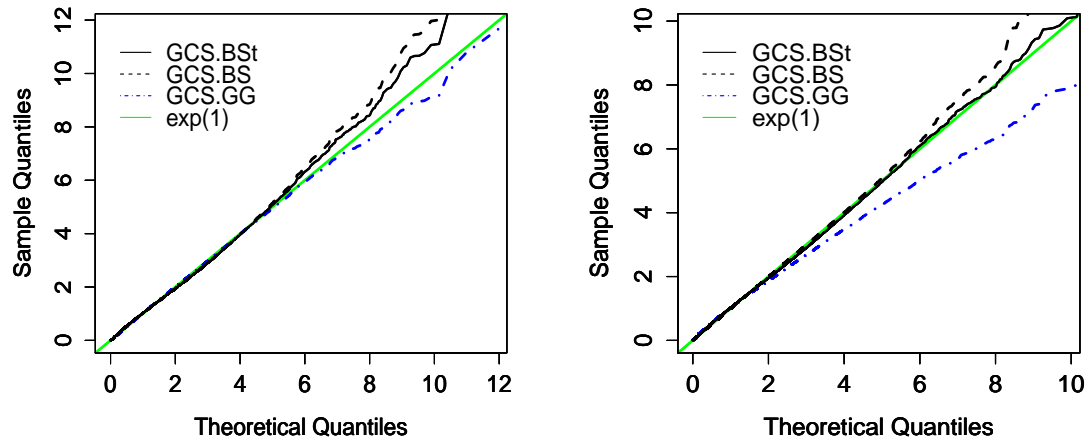 12
10
8
6
4
2
0
Sample Quantiles
GCS.BSt
GCS.BS
GCS.GG
exp(1)
0 2 4 6 8 10 12
Theoretical Quantiles
10
8
6
4
2
0
Sample Quantiles
GCS.BSt
GCS.BS
GCS.GG
exp(1)
0 2 4 6 8 10
Theoretical Quantiles